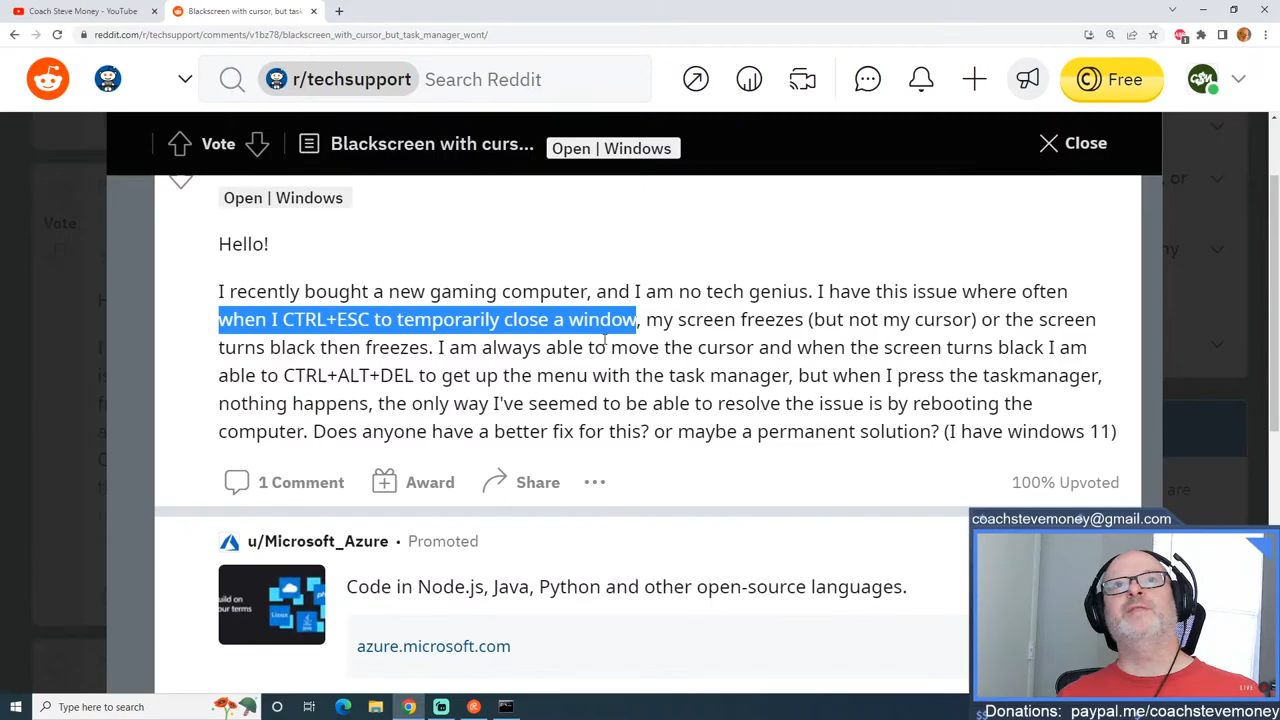 Coach Steve Money - YouTube
Blackscreen with cursor, but task
reddit.com/r/techsupport/comments/v1bz78/blackscreen_with_cursor_but_task_manager_wont/
r/techsupport
Search Reddit
Free
CSM
Vote
Blackscreen with curs...
Open | Windows
Close
Open | Windows
Vote
Hello!
I recently bought a new gaming computer, and I am no tech genius. I have this issue where often
when I CTRL+ESC to temporarily close a window, my screen freezes (but not my cursor) or the screen
turns black then freezes. I am always able to move the cursor and when the screen turns black I am
able to CTRL+ALT+DEL to get up the menu with the task manager, but when I press the taskmanager,
nothing happens, the only way I've seemed to be able to resolve the issue is by rebooting the
computer. Does anyone have a better fix for this? or maybe a permanent solution? (I have windows 11)
1 Comment
Award
Share
100% Upvoted
u/Microsoft_Azure • Promoted
Code in Node.js, Java, Python and other open-source languages.
azure.microsoft.com
coachstevemoney@gmail.com
LIVE
Donations: paypal.me/coachstevemoney
Type here to search